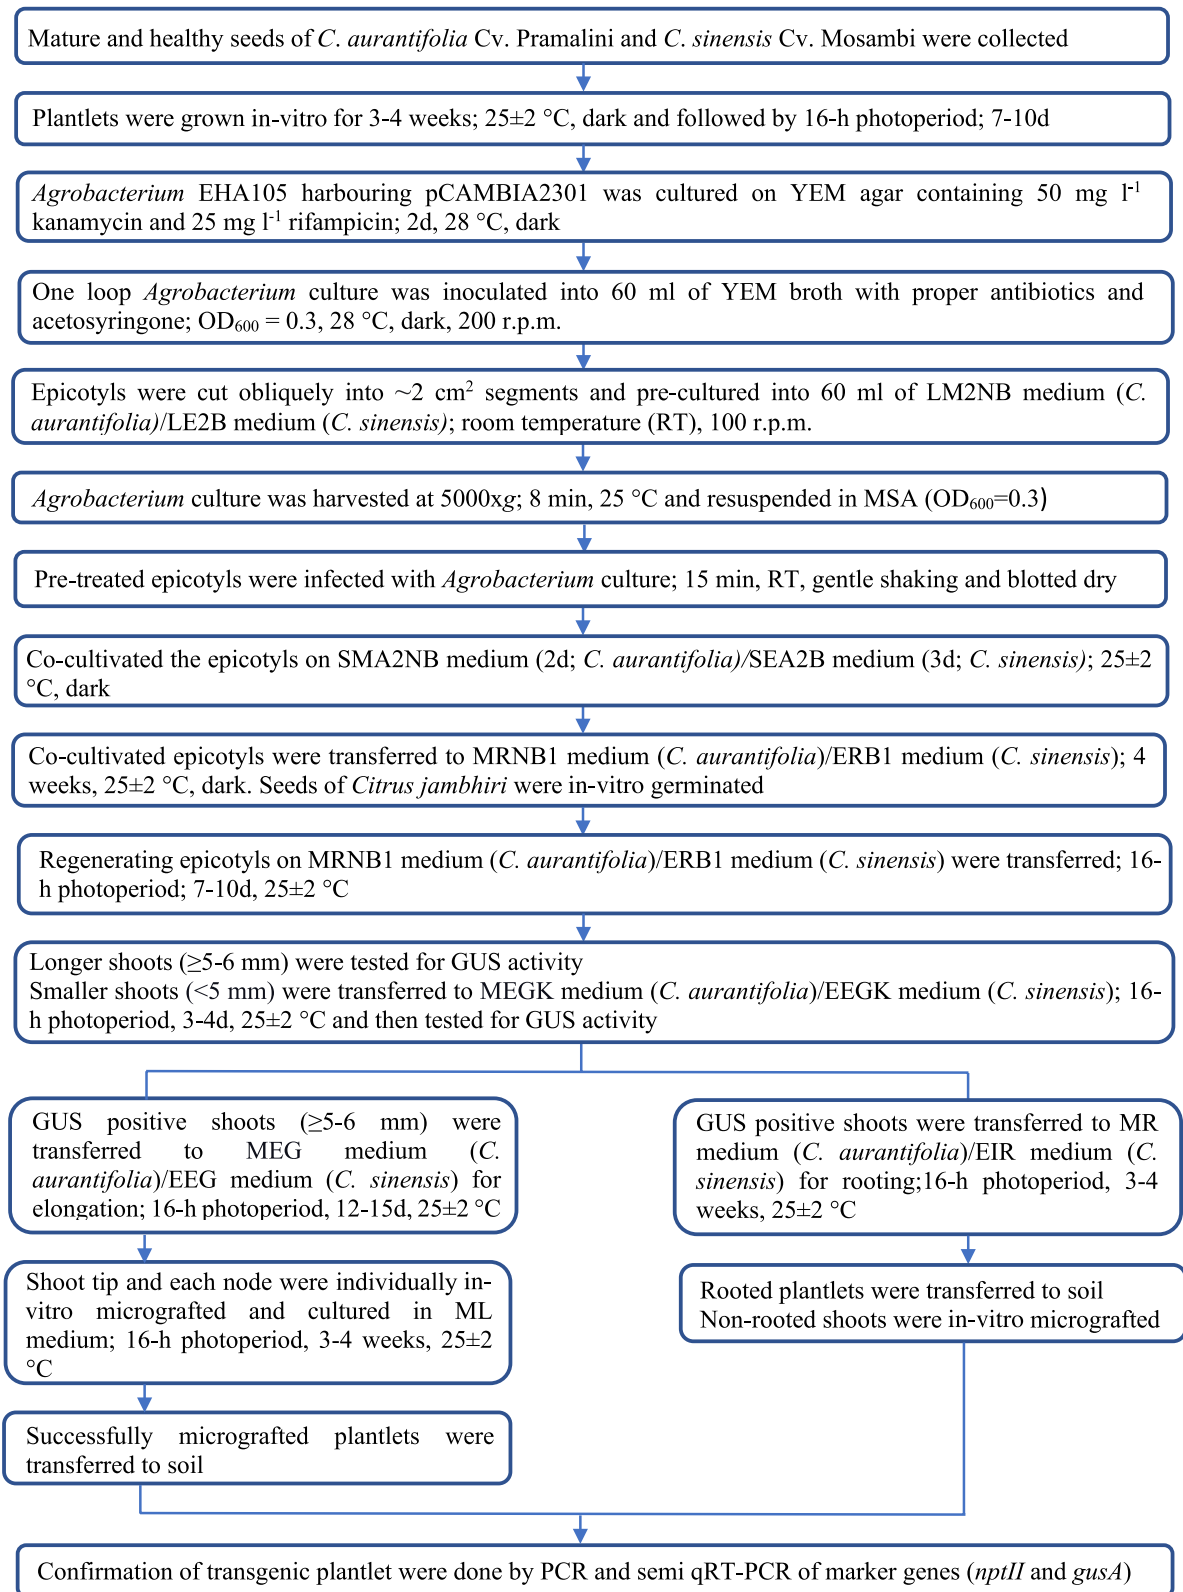 Mature and healthy seeds of C. aurantifolia Cv. Pramalini and C. sinensis Cv. Mosambi were collected
Plantlets were grown in-vitro for 3-4 weeks; 25±2 °C, dark and followed by 16-h photoperiod; 7-10d
Agrobacterium EHA105 harbouring pCAMBIA2301 was cultured on YEM agar containing 50 mg l⁻¹
kanamycin and 25 mg l⁻¹ rifampicin; 2d, 28 °C, dark
One loop Agrobacterium culture was inoculated into 60 ml of YEM broth with proper antibiotics and
acetosyringone; OD₆₀₀ = 0.3, 28 °C, dark, 200 r.p.m.
Epicotyls were cut obliquely into ~2 cm² segments and pre-cultured into 60 ml of LM2NB medium (C.
aurantifolia)/LE2B medium (C. sinensis); room temperature (RT), 100 r.p.m.
Agrobacterium culture was harvested at 5000xg; 8 min, 25 °C and resuspended in MSA (OD₆₀₀=0.3)
Pre-treated epicotyls were infected with Agrobacterium culture; 15 min, RT, gentle shaking and blotted dry
Co-cultivated the epicotyls on SMA2NB medium (2d; C. aurantifolia)/SEA2B medium (3d; C. sinensis); 25±2
°C, dark
Co-cultivated epicotyls were transferred to MRNB1 medium (C. aurantifolia)/ERB1 medium (C. sinensis); 4
weeks, 25±2 °C, dark. Seeds of Citrus jambhiri were in-vitro germinated
Regenerating epicotyls on MRNB1 medium (C. aurantifolia)/ERB1 medium (C. sinensis) were transferred; 16-
h photoperiod; 7-10d, 25±2 °C
Longer shoots (≥5-6 mm) were tested for GUS activity
Smaller shoots (<5 mm) were transferred to MEGK medium (C. aurantifolia)/EEGK medium (C. sinensis); 16-
h photoperiod, 3-4d, 25±2 °C and then tested for GUS activity
GUS positive shoots (≥5-6 mm) were
transferred to MEG medium (C.
aurantifolia)/EEG medium (C. sinensis) for
elongation; 16-h photoperiod, 12-15d, 25±2 °C
Shoot tip and each node were individually in-
vitro micrografted and cultured in ML
medium; 16-h photoperiod, 3-4 weeks, 25±2
°C
Successfully micrografted plantlets were
transferred to soil
GUS positive shoots were transferred to MR
medium (C. aurantifolia)/EIR medium (C.
sinensis) for rooting;16-h photoperiod, 3-4
weeks, 25±2 °C
Rooted plantlets were transferred to soil
Non-rooted shoots were in-vitro micrografted
Confirmation of transgenic plantlet were done by PCR and semi qRT-PCR of marker genes (nptII and gusA)